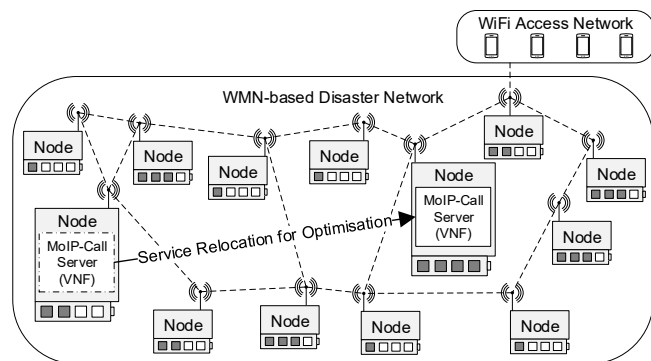 WiFi Access Network
WMN-based Disaster Network
Node
Node
Node
Node
Node
Node
Node
MoIP-Call
Server
(VNF)
Node
Node
MoIP-Call
Server
(VNF)
Service Relocation for Optimisation
Node
Node
Node
Node